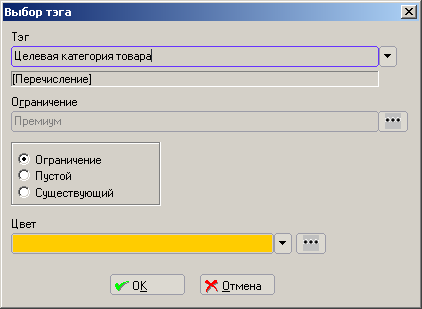 Выбор тэга
Тэг
Целевая категория товара
[Перечисление]
Ограничение
Премиум
Ограничение
Пустой
Существующий
Цвет
OK
Отмена